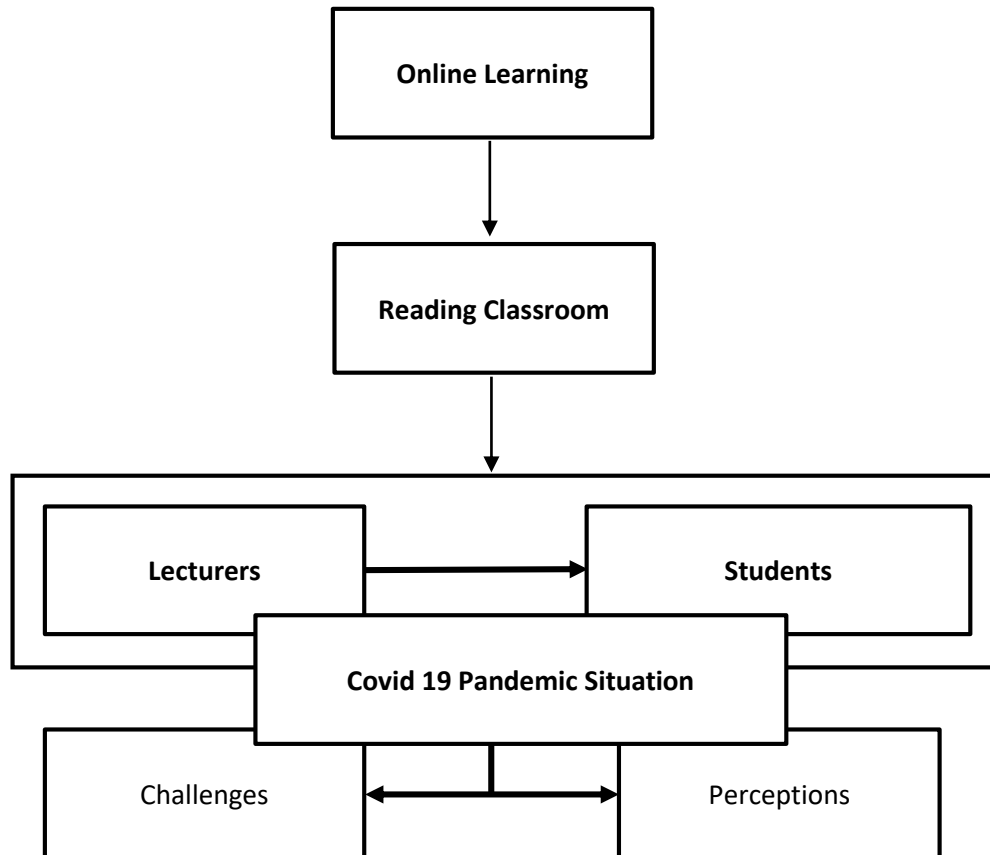 Online Learning
Reading Classroom
Lecturers
Students
Covid 19 Pandemic Situation
Challenges
Perceptions